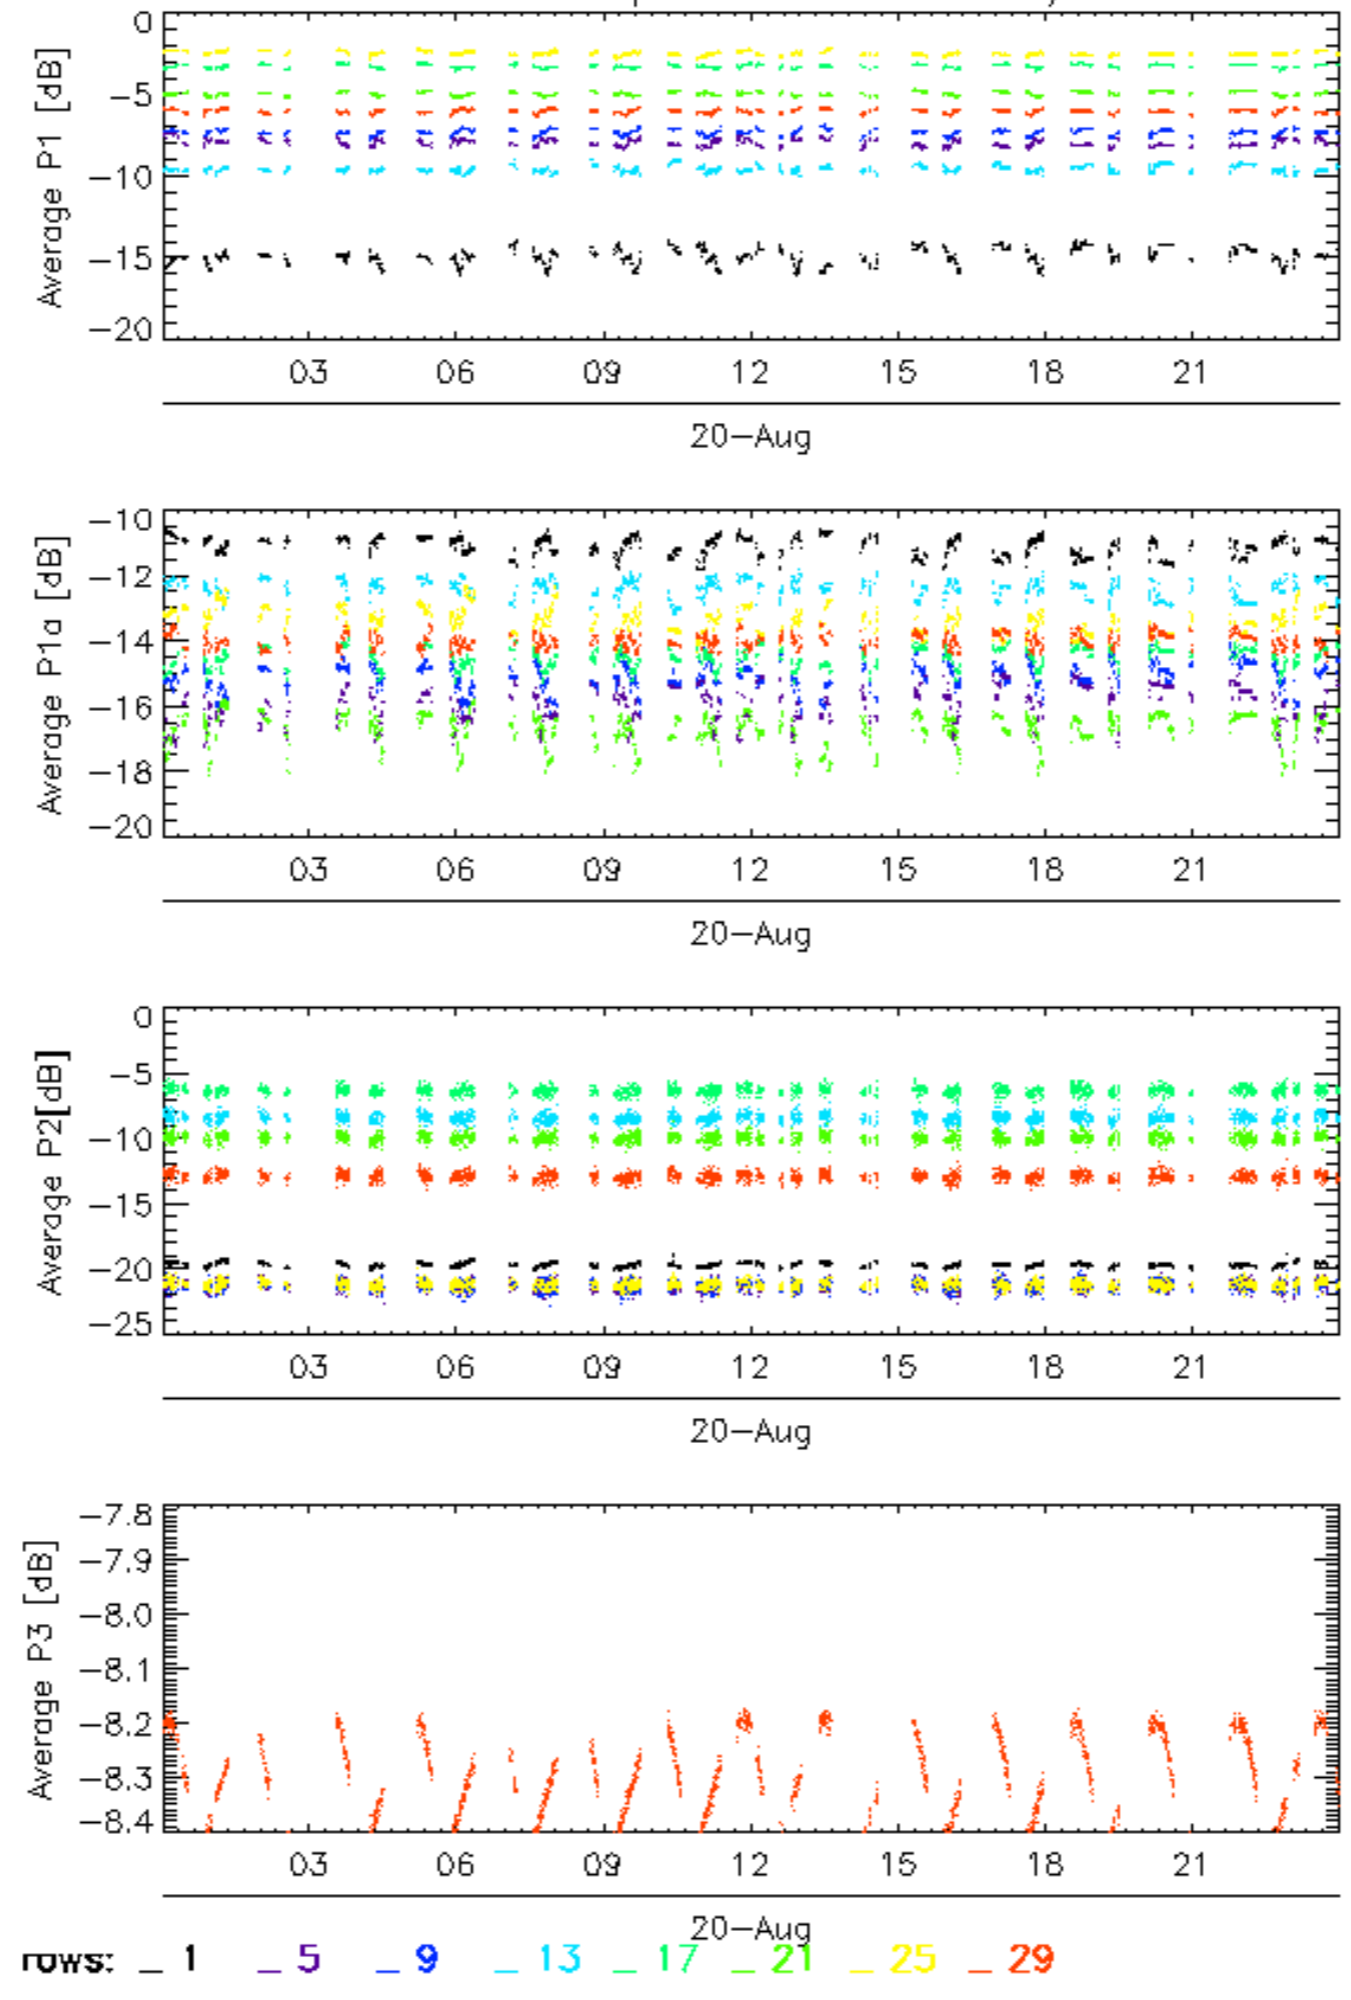 0
−5
−10
−15
−20
Average P1 [dB]
03 06 09 12 15 18 21
20−Aug
−10
−12
−14
−16
−18
−20
Average P1a [dB]
03 06 09 12 15 18 21
20−Aug
0
−5
−10
−15
−20
−25
Average P2[dB]
03 06 09 12 15 18 21
20−Aug
−7.8
−7.9
−8.0
−8.1
−8.2
−8.3
−8.4
Average P3 [dB]
03 06 09 12 15 18 21
20−Aug
rows: _ 1 _ 5 _ 9 _ 13 _ 17 _ 21 _ 25 _ 29